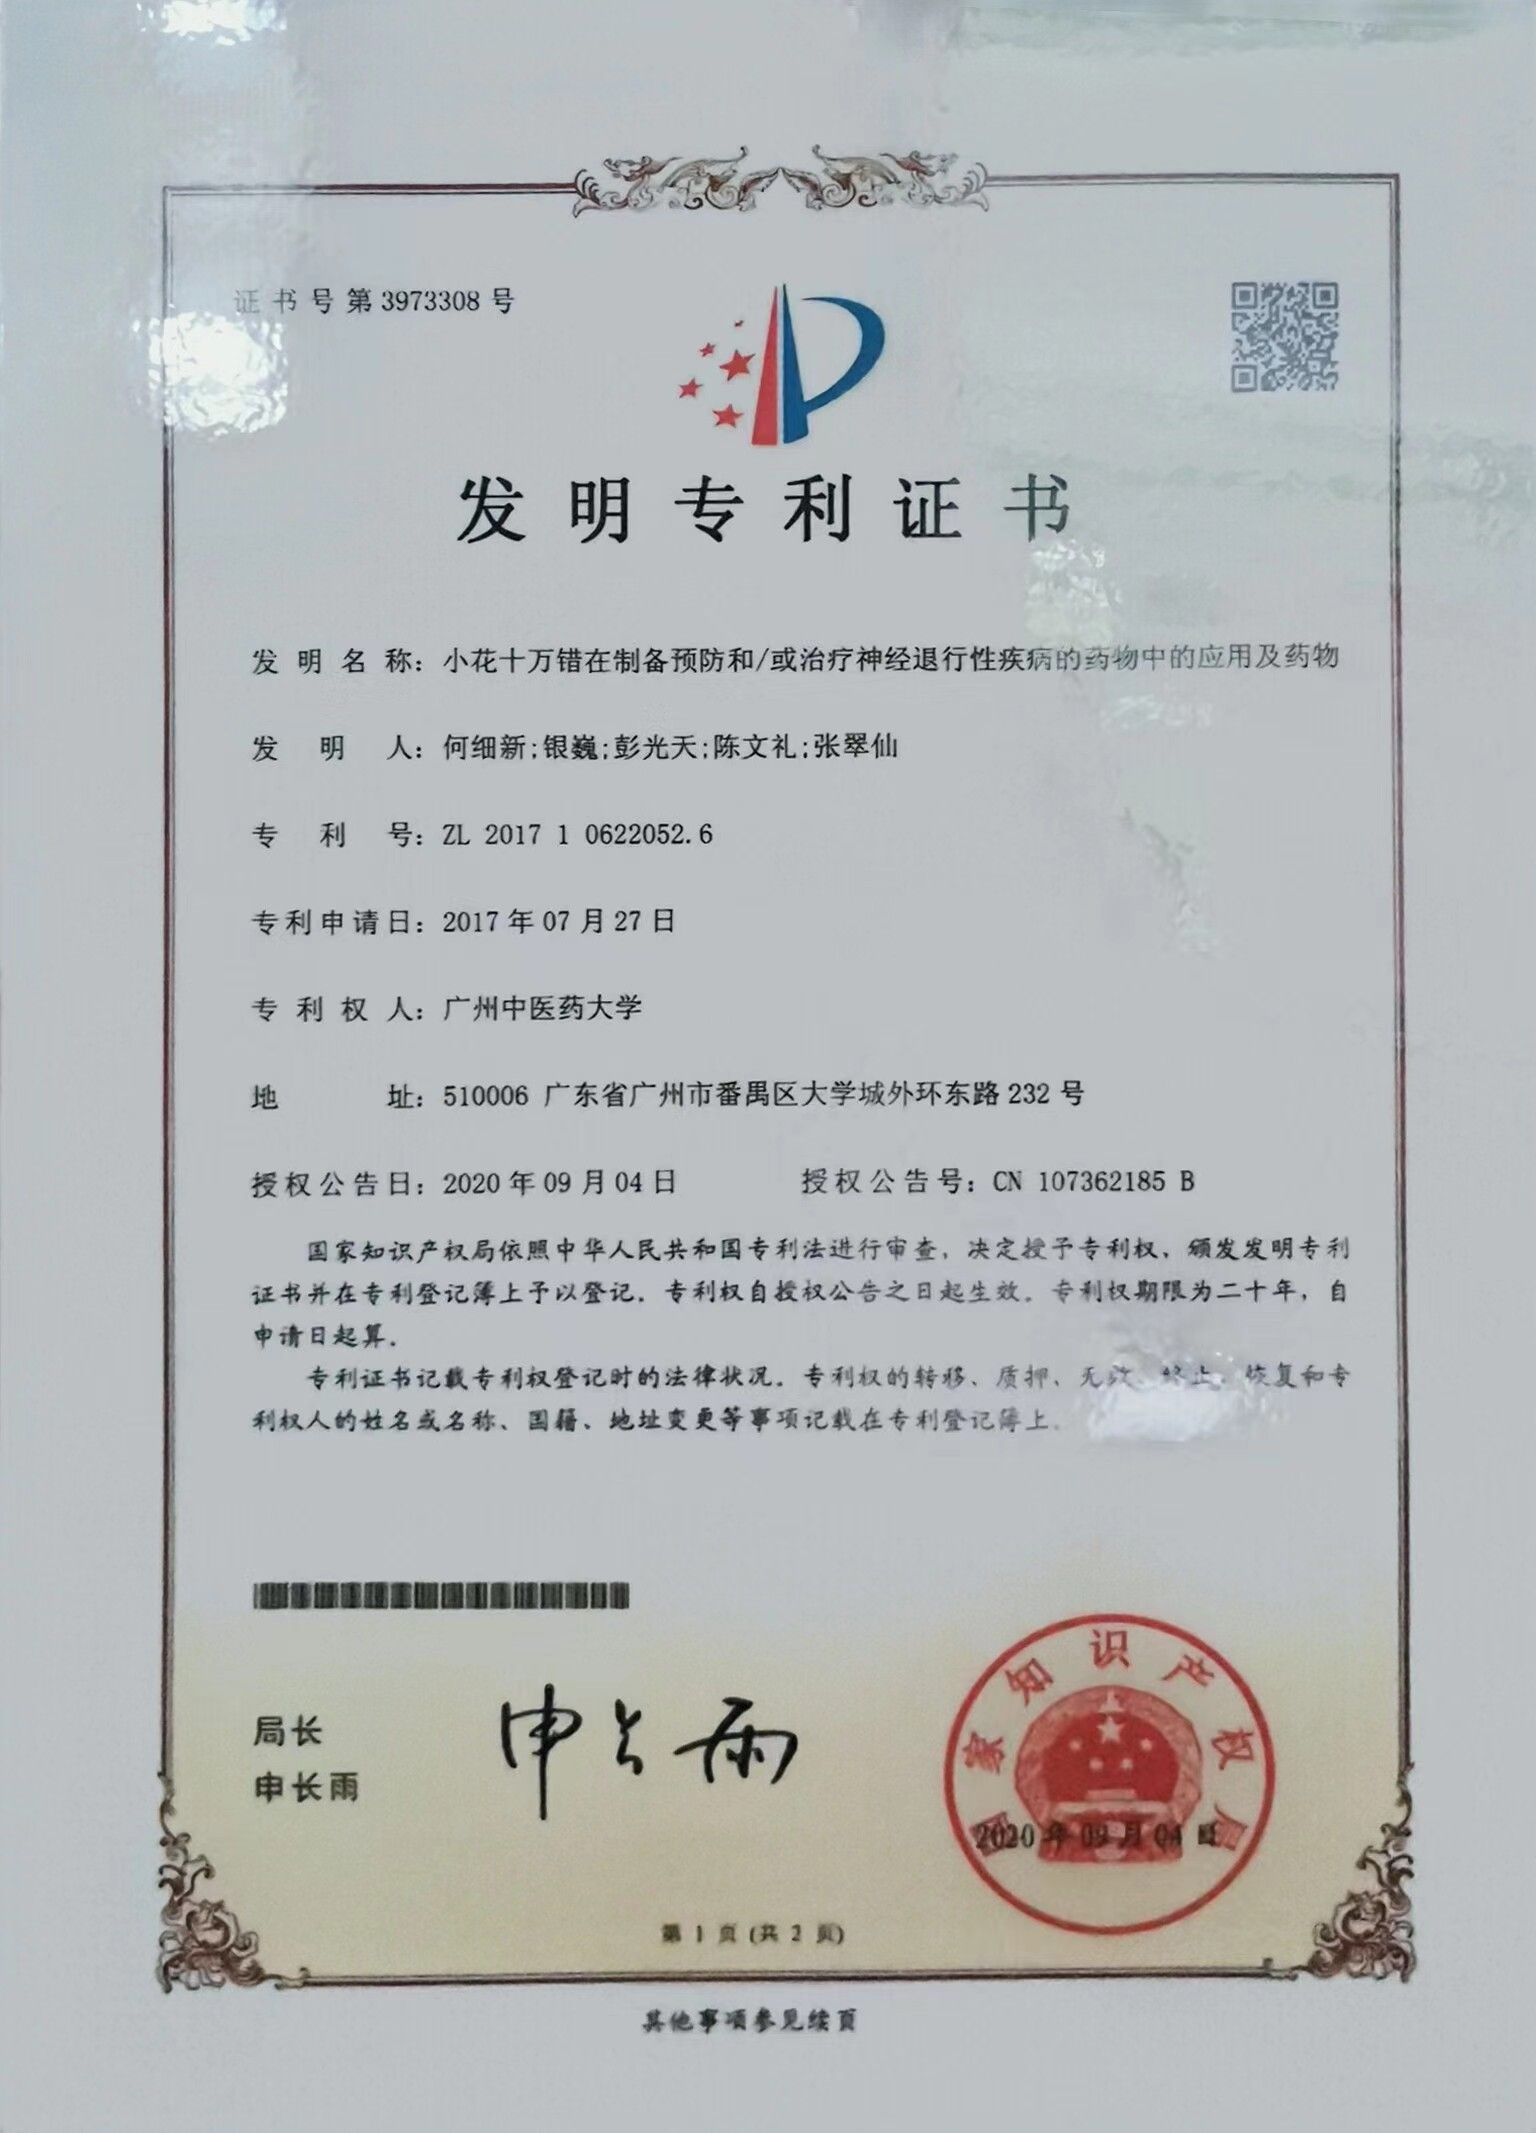 证书号第3973308号
发明专利证书
发明名称：小花十万错在制备预防和/或治疗神经退行性疾病的药物中的应用及药物
发明人：何细新;银巍;彭光天;陈文礼;张翠仙
专利号：ZL 2017 1 0622052.6
专利申请日：2017年07月27日
专利权人：广州中医药大学
地址：510006 广东省广州市番禺区大学城外环东路232号
授权公告日：2020年09月04日 授权公告号：CN 107362185 B
国家知识产权局依照中华人民共和国专利法进行审查，决定授予专利权，颁发发明专利
证书并在专利登记簿上予以登记。专利权自授权公告之日起生效。专利权期限为二十年，自
申请日起算。
专利证书记载专利权登记时的法律状况。专利权的转移、质押、无效、终止、恢复和专
利权人的姓名或名称、国籍、地址变更等事项记载在专利登记簿上。
局长
申长雨
申长雨
国家知识产权局
2020年09月04日
第1页(共2页)
其他事项参见续页